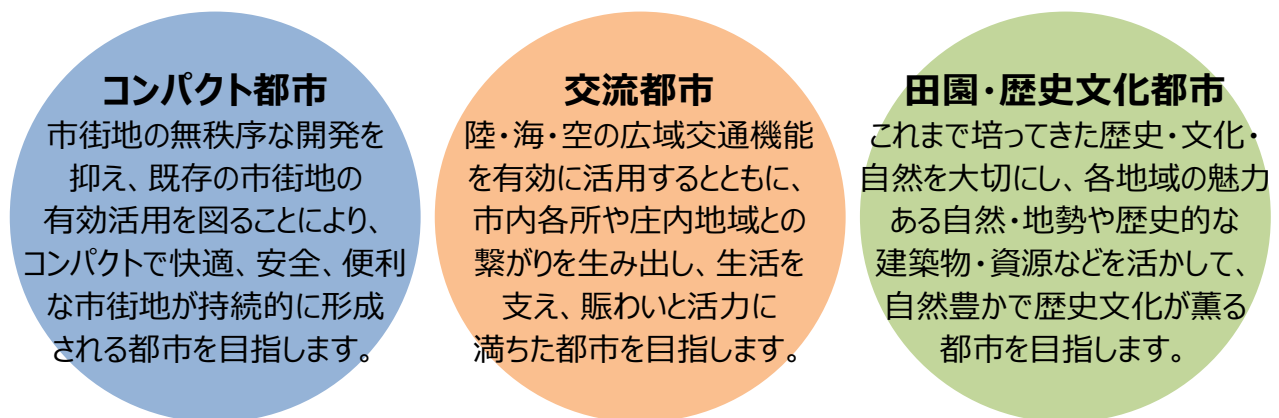 コンパクト都市
市街地の無秩序な開発を
抑え、既存の市街地の
有効活用を図ることにより、
コンパクトで快適、安全、便利
な市街地が持続的に形成
される都市を目指します。
交流都市
陸・海・空の広域交通機能
を有効に活用するとともに、
市内各所や庄内地域との
繋がりを生み出し、生活を
支え、賑わいと活力に
満ちた都市を目指します。
田園・歴史文化都市
これまで培ってきた歴史・文化・
自然を大切にし、各地域の魅力
ある自然・地勢や歴史的な
建築物・資源などを活かして、
自然豊かで歴史文化が薫る
都市を目指します。